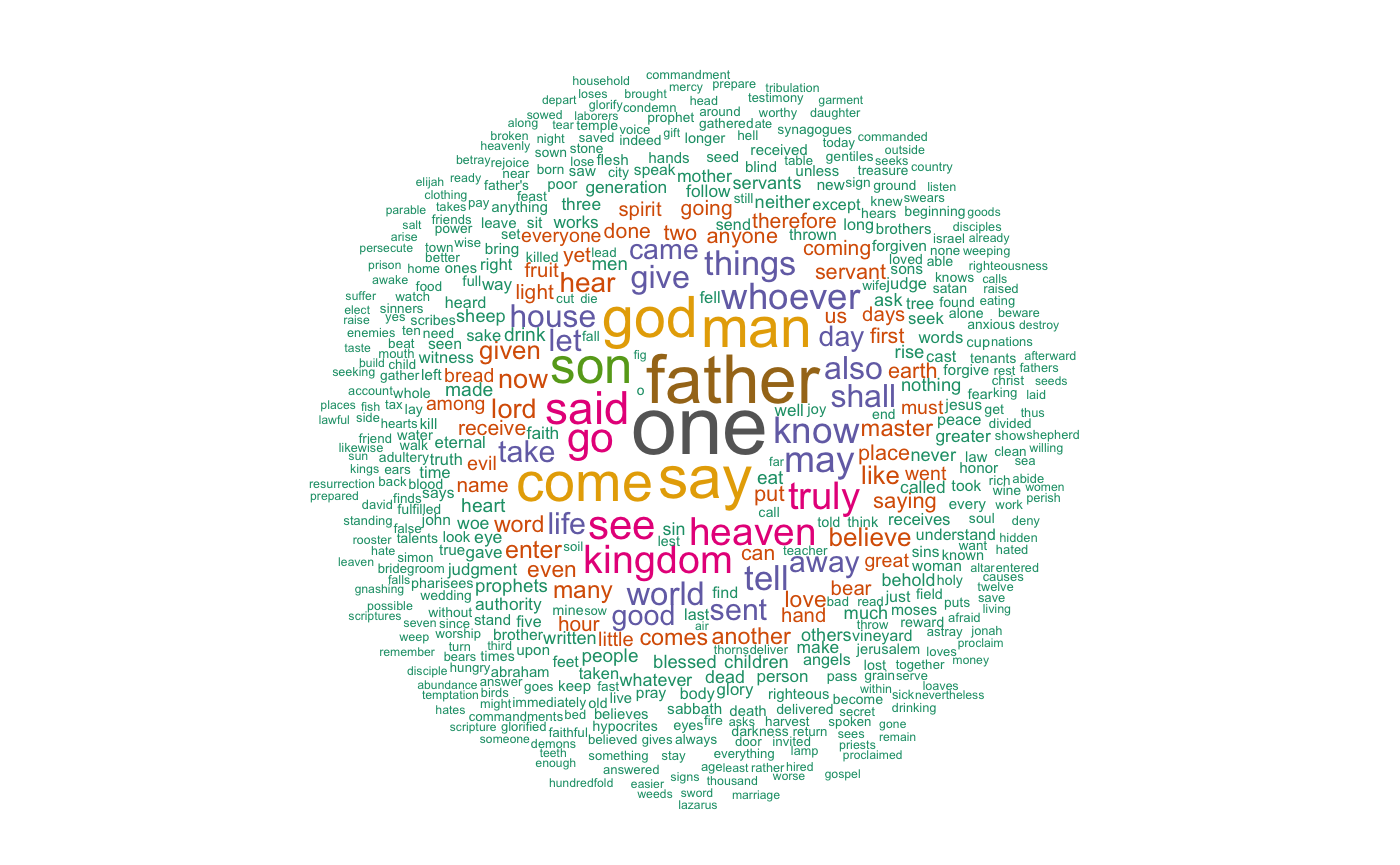 household commandment
loses brought mercy prepare tribulation
depart glorify condemn head testimony garment
sowed laborers prophet around worthy daughter
along tear temple voice gathered ate synagogues
broken night saved indeed gift longer hell today commanded
heavenly sown stone received outside
betray rejoice lose flesh hands seed blind table gentiles seeks
near born saw city speak mother unless treasure country
elijah ready father's poor generation follow servants new sign ground listen
clothing feast still knew swears
parable takes pay anything three spirit going neither except hears beginning goods
salt friends leave sit works send therefore long brothers disciples
arise power set everyone done two anyone thrown israel already
persecute town wise bring killed yet lead came things coming forgiven none weeping
better men loved able
prison home ones right fruit give servant sons righteousness
awake food full way light hear whoever wife judge knows calls
suffer watch heard cut die fell ask tree satan raised
elect sinners sheep house god man us days found eating
raise yes scribes seek alone beware
enemies ten need sake drink let fall day first words anxious destroy
taste beat seen cup nations
mouth witness given fig rise cast tenants afterward
build child son father also earth forgive rest fathers
seeking gather left bread now nothing christ seeds
account whole made o shall fear king laid
places fish tax lay among lord said one well joy must jesus get thus
lawful side end peace divided
hearts kill receive faith go know master greater show shepherd
friend water
likewise walk eternal take may place never law clean willing
sun adultery truth evil far sea
kings ears time come say eat like went honor
resurrection back blood name put truly called took rich abide
prepared finds says saying every wine women
david fulfilled heart call work perish
standing false john woe word life see heaven told think receives soul deny
rooster talents look eye sin believe understand hidden
hate simon true gave enter soil lest kingdom can teacher sins want hated
leaven known
bridegroom judgment even away great woman altar entered
falls pharisees tell behold holy causes
gnashing wedding prophets many world find love bear just field twelve
possible authority mine sow good sent bad read much moses puts save
scriptures without hour last hand reward afraid living
seven since stand five air throw astray jonah
weep worship brother written little comes another others vineyard proclaim
remember turn third upon thorns deliver make jerusalem loves
bears times feet people blessed children angels lost together money
disciple hungry abraham taken whatever dead person pass grain serve
abundance answer goes keep fast within loaves
temptation birds live pray body glory righteous become sick nevertheless
might immediately old
hates commandments bed believes sabbath death delivered secret drinking
scripture glorified faithful hypocrites eyes fire asks harvest spoken gone
someone demons believed gives always darkness return sees remain
teeth door invited priests
enough something stay everything lamp proclaimed
answered age least rather hired
hundredfold easier signs thousand worse gospel
weeds sword marriage
lazarus